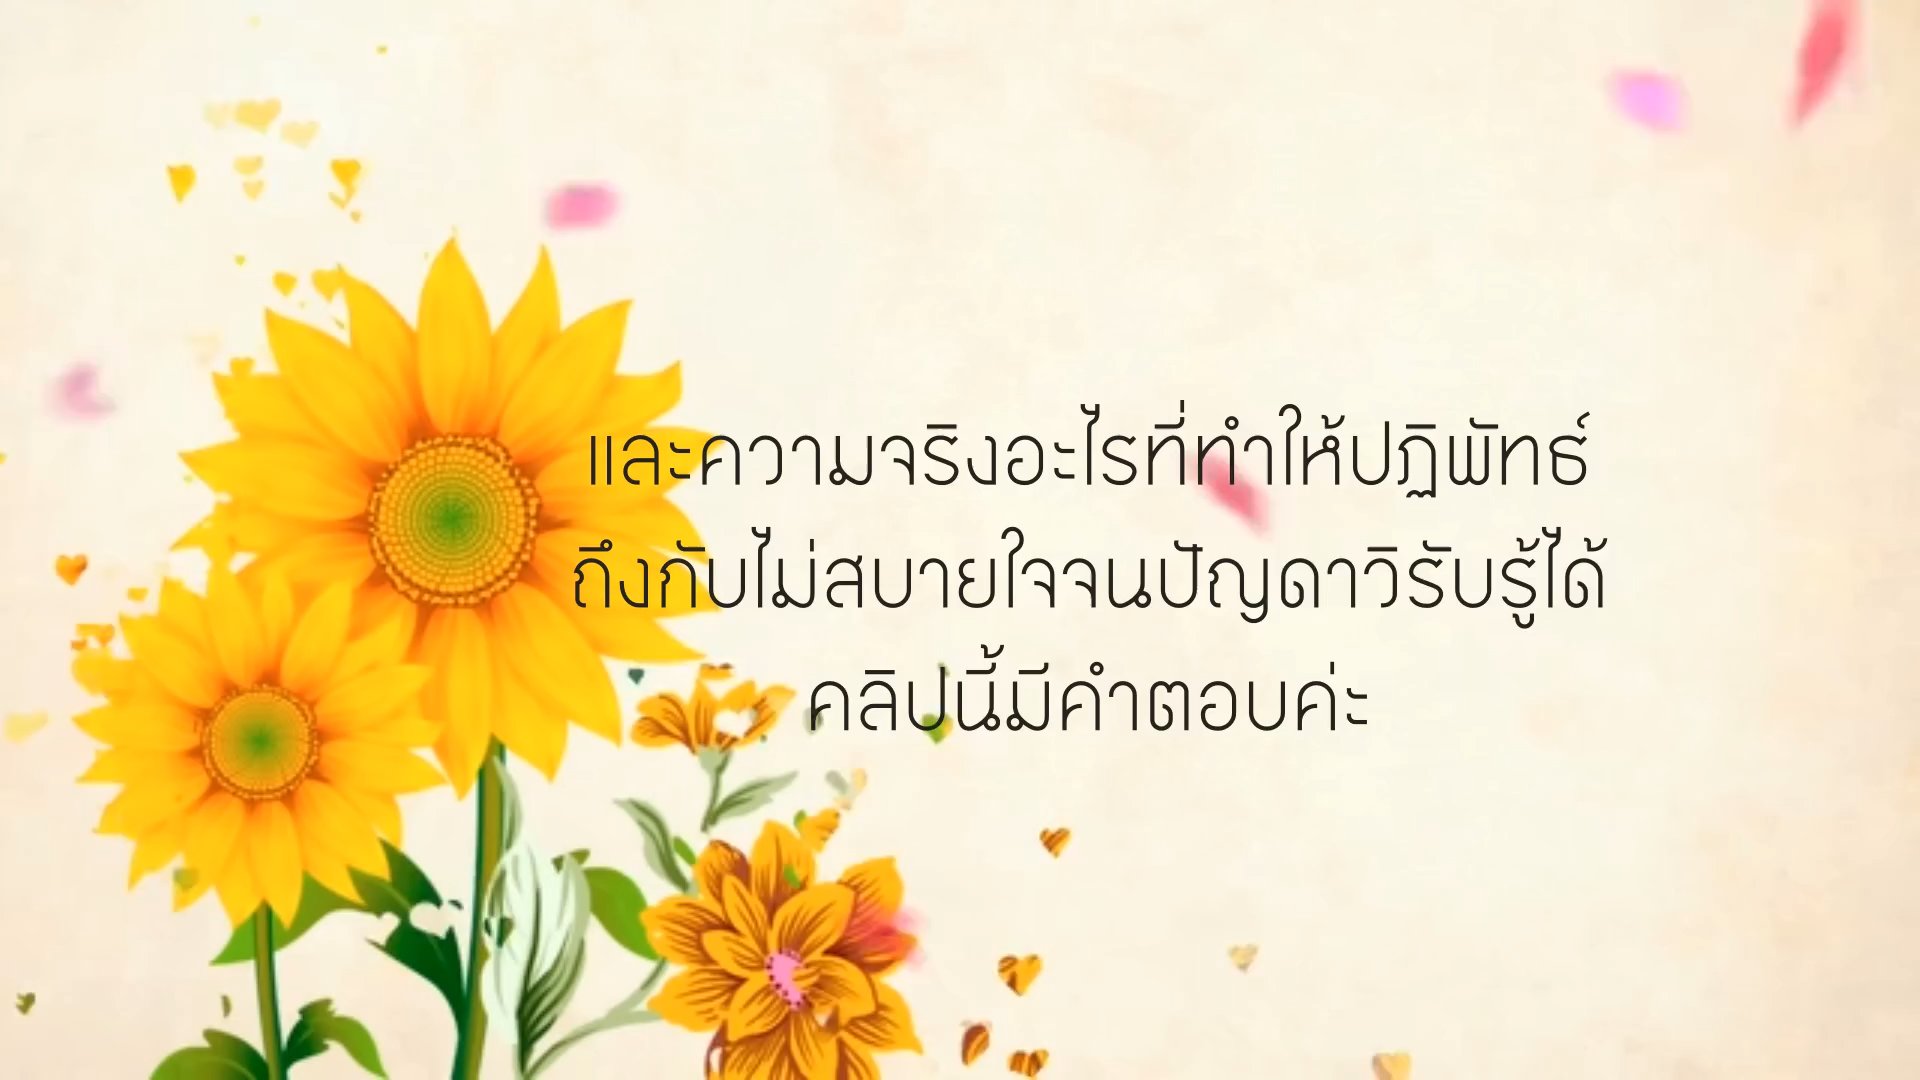 และความจริงอะไรที่ทำให้ปฏิพัทธ์
ถึงกับไม่สบายใจจนปัญดาวิรับรู้ได้
คลิปนี้มีคำตอบค่ะ